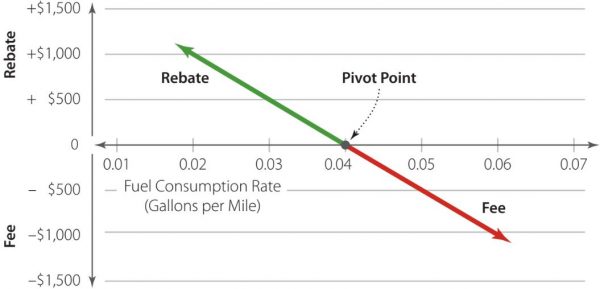 +$1,500
+$1,000
+ $500
0
– $500
–$1,000
–$1,500
Rebate
Fee
Rebate
Pivot Point
0.01 0.02 0.03 0.04 0.05 0.06 0.07
Fuel Consumption Rate
(Gallons per Mile)
Fee